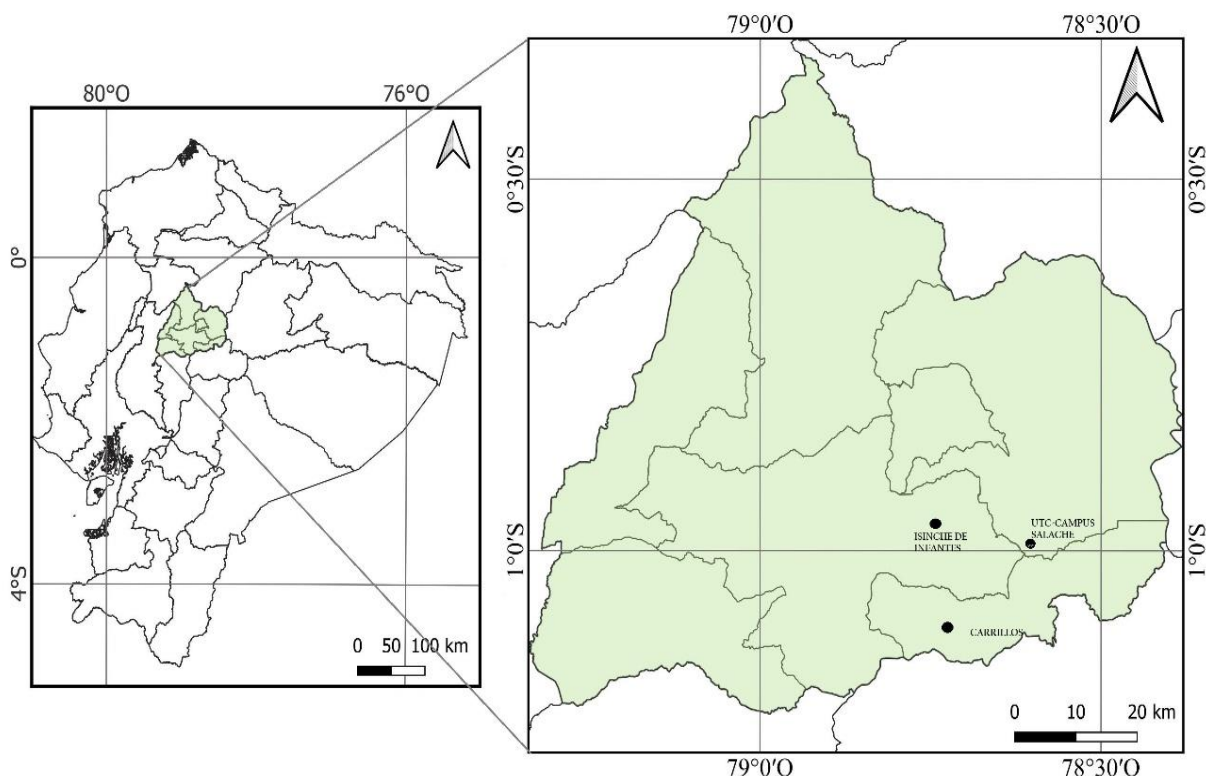 80°O
76°O
0°
4°S
0 50 100 km
79°0′O
78°30′O
0°30′S
0°30′S
ISINCHE DE
INFANTES
UTC-CAMPUS
SALACHE
1°0′S
1°0′S
CARRILLOS
0 10 20 km
79°0′O
78°30′O